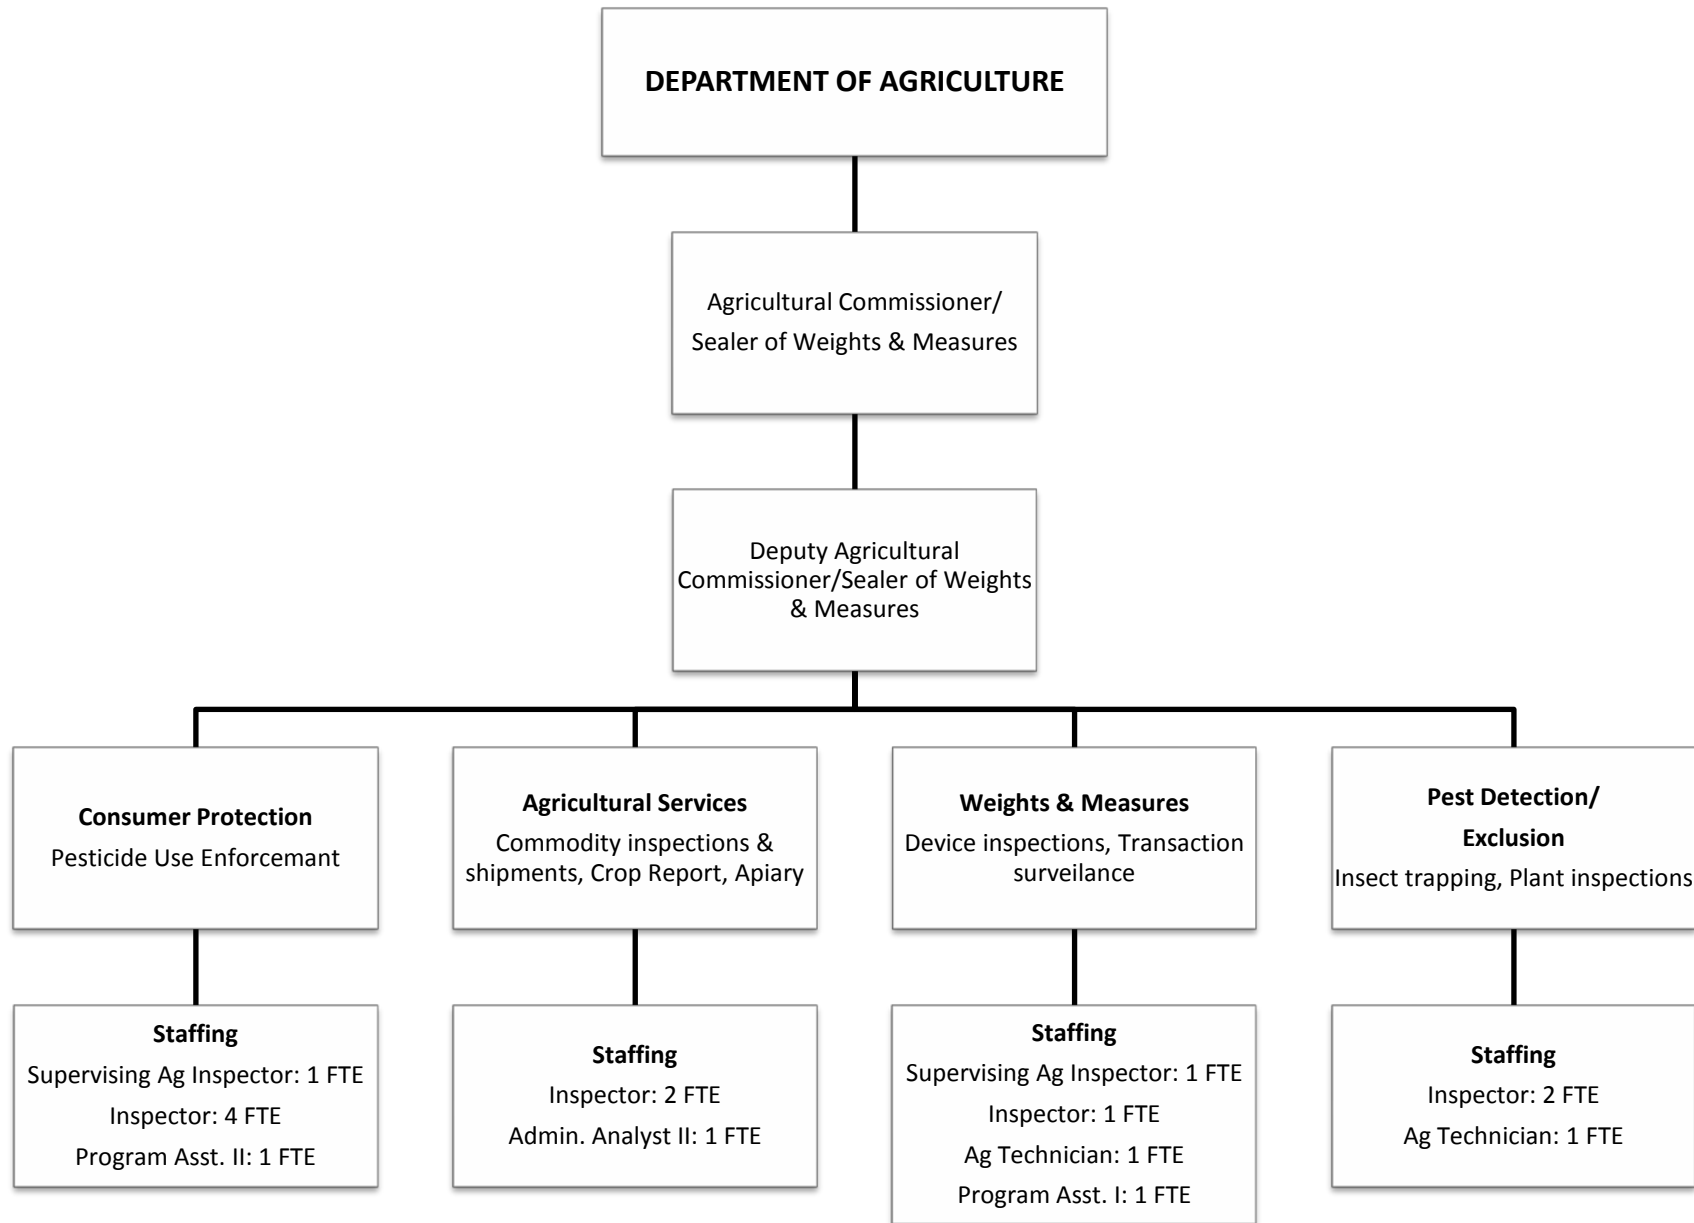 DEPARTMENT OF AGRICULTURE
Agricultural Commissioner/
Sealer of Weights & Measures
Deputy Agricultural
Commissioner/Sealer of Weights
& Measures
Consumer Protection
Pesticide Use Enforcemant
Agricultural Services
Commodity inspections &
shipments, Crop Report, Apiary
Weights & Measures
Device inspections, Transaction
surveilance
Pest Detection/
Exclusion
Insect trapping, Plant inspections
Staffing
Supervising Ag Inspector: 1 FTE
Inspector: 4 FTE
Program Asst. II: 1 FTE
Staffing
Inspector: 2 FTE
Admin. Analyst II: 1 FTE
Staffing
Supervising Ag Inspector: 1 FTE
Inspector: 1 FTE
Ag Technician: 1 FTE
Program Asst. I: 1 FTE
Staffing
Inspector: 2 FTE
Ag Technician: 1 FTE